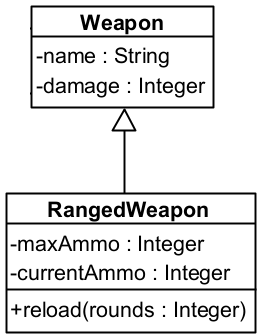 Weapon
-name : String
-damage : Integer
RangedWeapon
-maxAmmo : Integer
-currentAmmo : Integer
+reload(rounds : Integer)